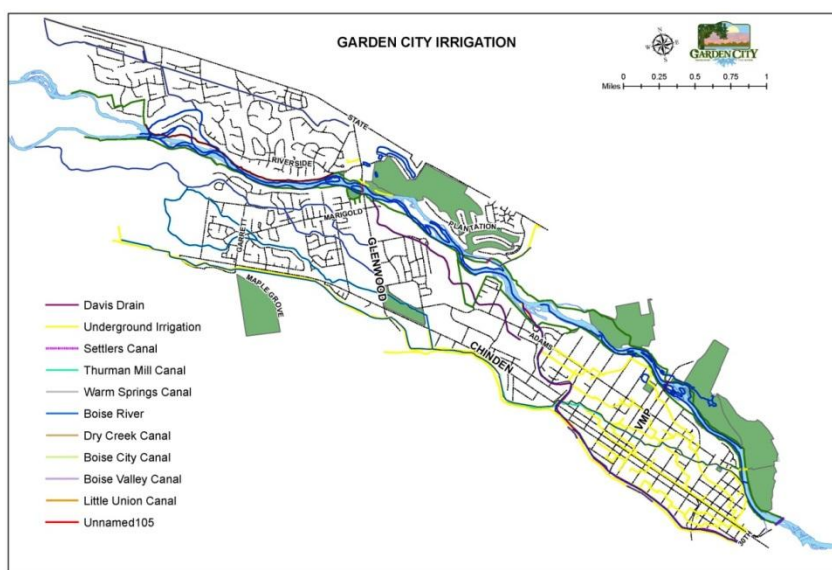 GARDEN CITY IRRIGATION
GARDEN CITY
N
S
0 0.25 0.5 0.75 1
Miles
STATE
RIVERSIDE
MARIGOLD
GARRETT
GLENWOOD
PLANTATION
MAPLE GROVE
CHINDEN
ADAMS
VMP
36TH
Davis Drain
Underground Irrigation
Settlers Canal
Thurman Mill Canal
Warm Springs Canal
Boise River
Dry Creek Canal
Boise City Canal
Boise Valley Canal
Little Union Canal
Unnamed105